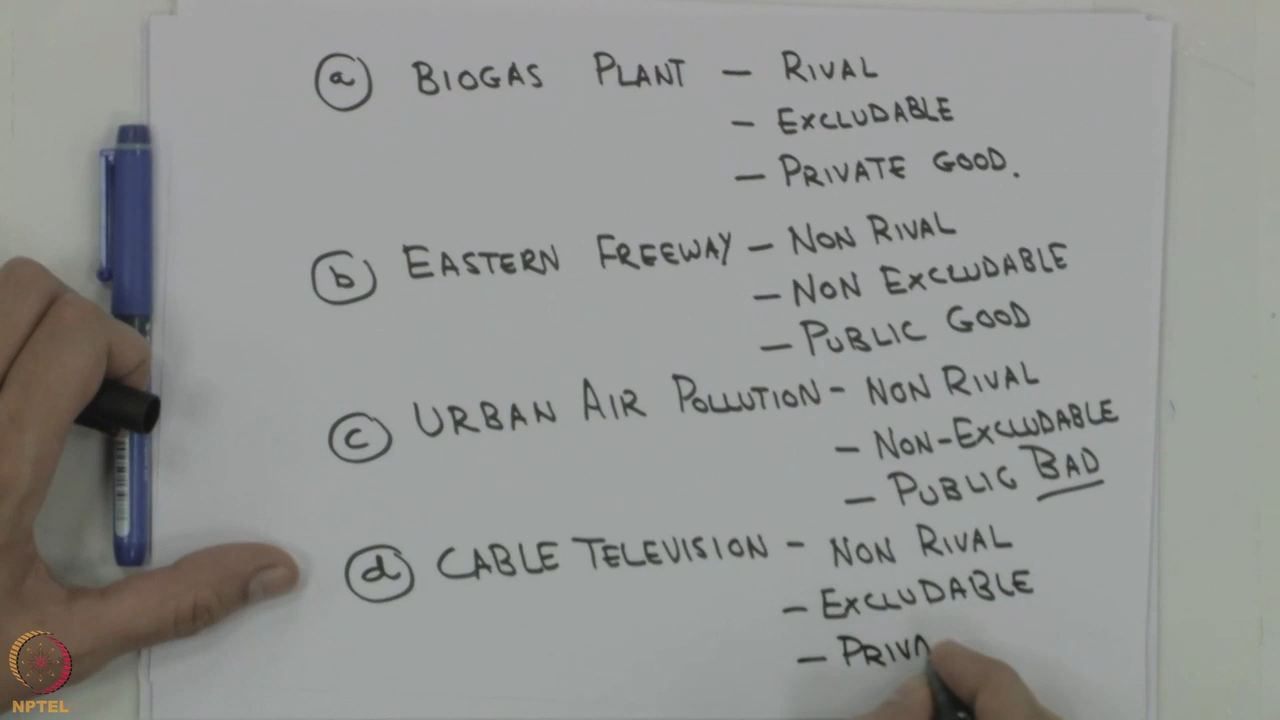 a BIOGAS PLANT - RIVAL
- EXCLUDABLE
- PRIVATE GOOD.
b EASTERN FREEWAY - NON RIVAL
- NON EXCLUDABLE
- PUBLIC GOOD
c URBAN AIR POLLUTION - NON RIVAL
- NON-EXCLUDABLE
- PUBLIC BAD
d CABLE TELEVISION - NON RIVAL
- EXCLUDABLE
- PRIVA
NPTEL